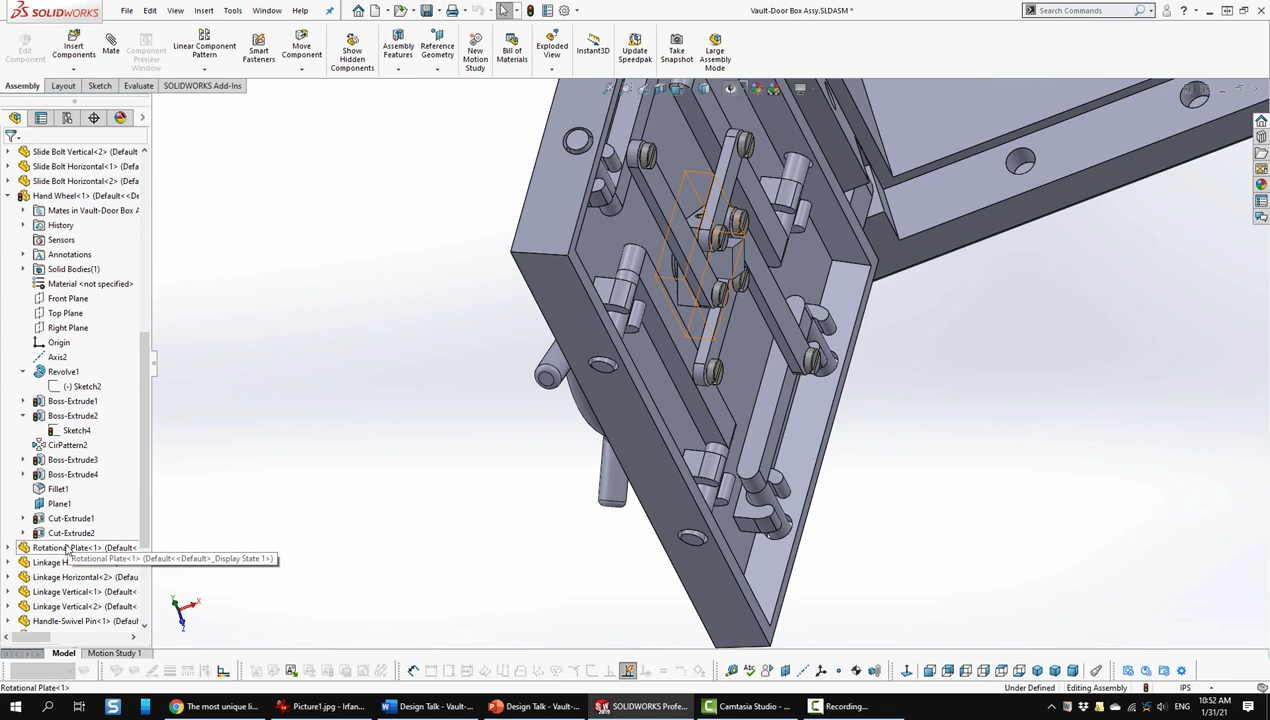 SOLIDWORKS
File Edit View Insert Tools Window Help
Vault-Door Box Assy.SLDASM *
Search Commands
Edit Component
Insert Components
Mate
Component Preview Window
Linear Component Pattern
Smart Fasteners
Move Component
Show Hidden Components
Assembly Features
Reference Geometry
New Motion Study
Bill of Materials
Exploded View
Instant3D
Update Speedpak
Take Snapshot
Large Assembly Mode
Assembly Layout Sketch Evaluate SOLIDWORKS Add-Ins
Slide Bolt Vertical<2> (Default
Slide Bolt Horizontal<1> (Default
Slide Bolt Horizontal<2> (Default
Hand Wheel<1> (Default<<De
Mates in Vault-Door Box A
History
Sensors
Annotations
Solid Bodies(1)
Material <not specified>
Front Plane
Top Plane
Right Plane
Origin
Axis2
Revolve1
(-) Sketch2
Boss-Extrude1
Boss-Extrude2
Sketch4
CirPattern2
Boss-Extrude3
Boss-Extrude4
Fillet1
Plane1
Cut-Extrude1
Cut-Extrude2
Rotational Plate<1> (Default<
Rotational Plate<1> (Default<<Default>_Display State 1>)
Linkage H
Linkage Horizontal<2> (Defau
Linkage Vertical<1> (Default<
Linkage Vertical<2> (Default<
Handle-Swivel Pin<1> (Defaul
Y X Z
Model Motion Study 1
Rotational Plate<1>
Under Defined Editing Assembly IPS
The most unique li...
Picture1.jpg - Irfan...
Design Talk - Vault-...
Design Talk - Vault-...
SOLIDWORKS Profe...
Camtasia Studio - ...
Recording...
10:52 AM
1/31/21